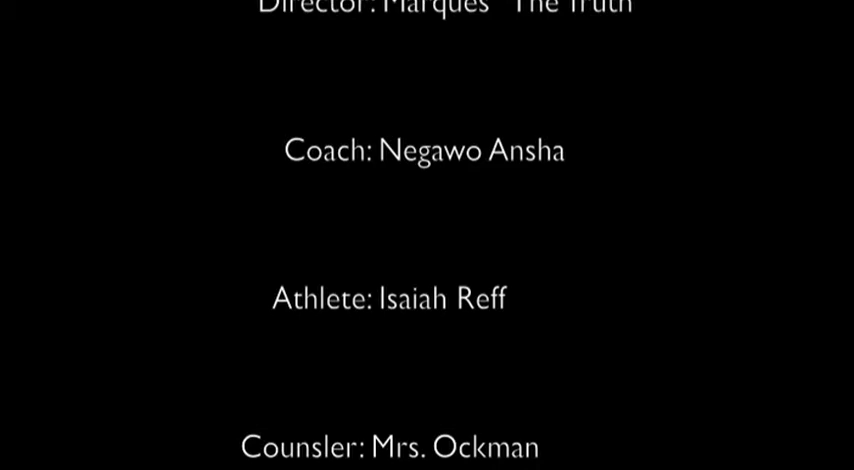 Director: Marques "The Truth
Coach: Negawo Ansha
Athlete: Isaiah Reff
Counsler: Mrs. Ockman